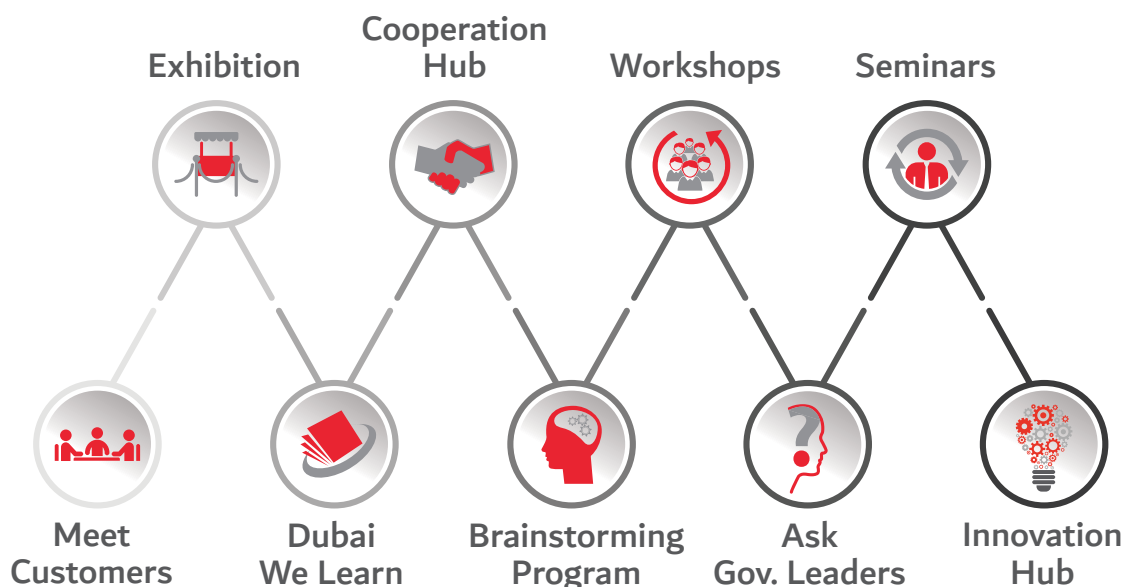 Exhibition
Cooperation
Hub
Workshops
Seminars
Meet
Customers
Dubai
We Learn
Brainstorming
Program
Ask
Gov. Leaders
Innovation
Hub